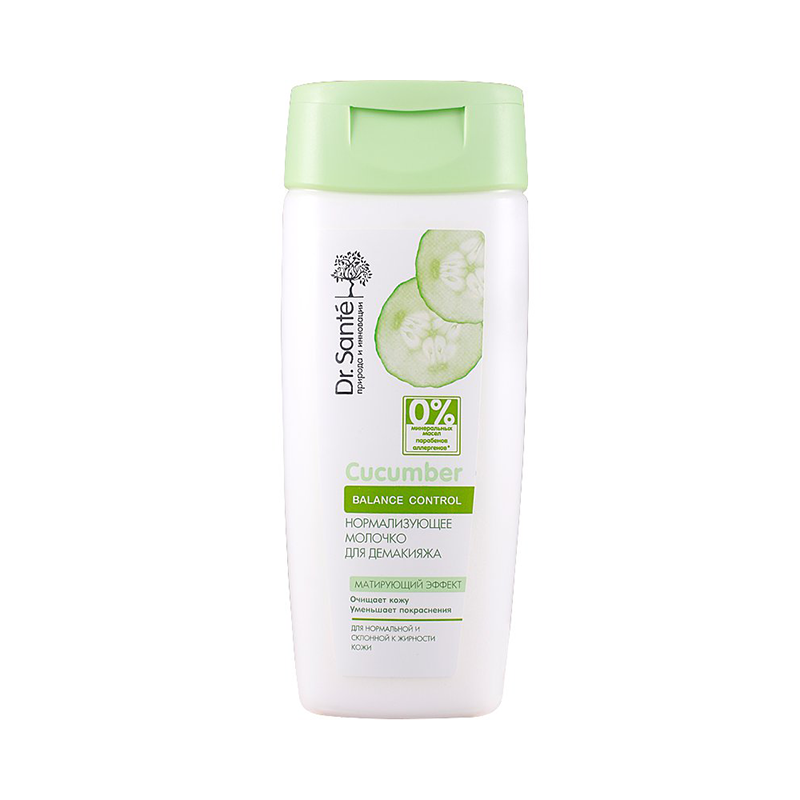 Dr. Santé
природа и инновации
0%
минеральных
масел
парабенов
аллергенов*
Cucumber
BALANCE CONTROL
НОРМАЛИЗУЮЩЕЕ
МОЛОЧКО
ДЛЯ ДЕМАКИЯЖА
МАТИРУЮЩИЙ ЭФФЕКТ
Очищает кожу
Уменьшает покраснения
ДЛЯ НОРМАЛЬНОЙ И
СКЛОННОЙ К ЖИРНОСТИ
КОЖИ